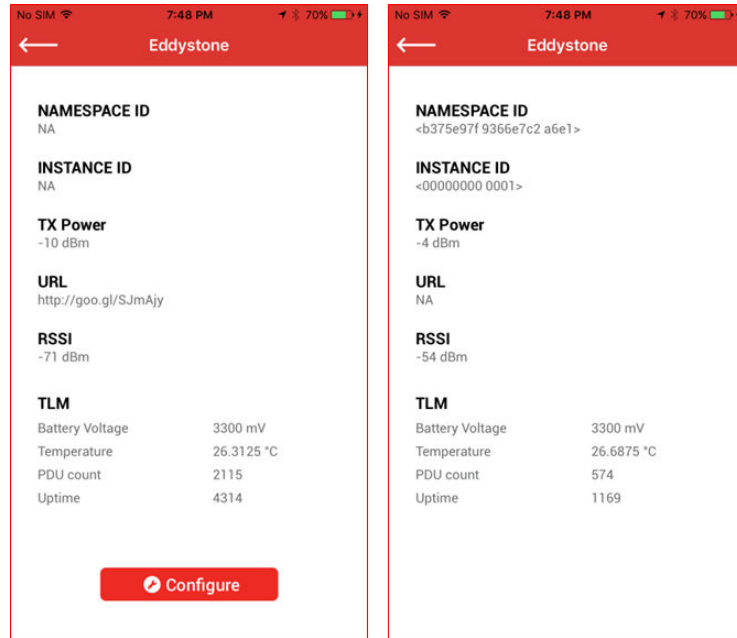 No SIM 7:48 PM 70%
Eddystone
NAMESPACE ID
NA
INSTANCE ID
NA
TX Power
-10 dBm
URL
http://goo.gl/SJmAjy
RSSI
-71 dBm
TLM
Battery Voltage 3300 mV
Temperature 26.3125 °C
PDU count 2115
Uptime 4314
Configure
No SIM 7:48 PM 70%
Eddystone
NAMESPACE ID
<b375e97f 9366e7c2 a6e1>
INSTANCE ID
<00000000 0001>
TX Power
-4 dBm
URL
NA
RSSI
-54 dBm
TLM
Battery Voltage 3300 mV
Temperature 26.6875 °C
PDU count 574
Uptime 1169